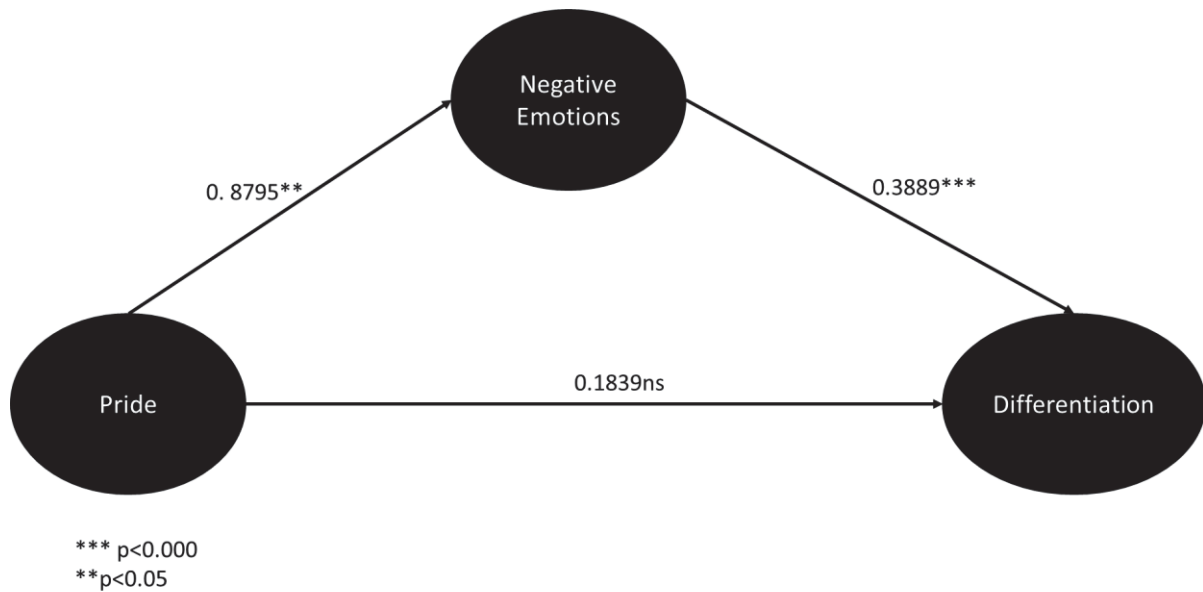 Negative
Emotions
0. 8795**
0.3889***
0.1839ns
Pride
Differentiation
*** p<0.000
**p<0.05